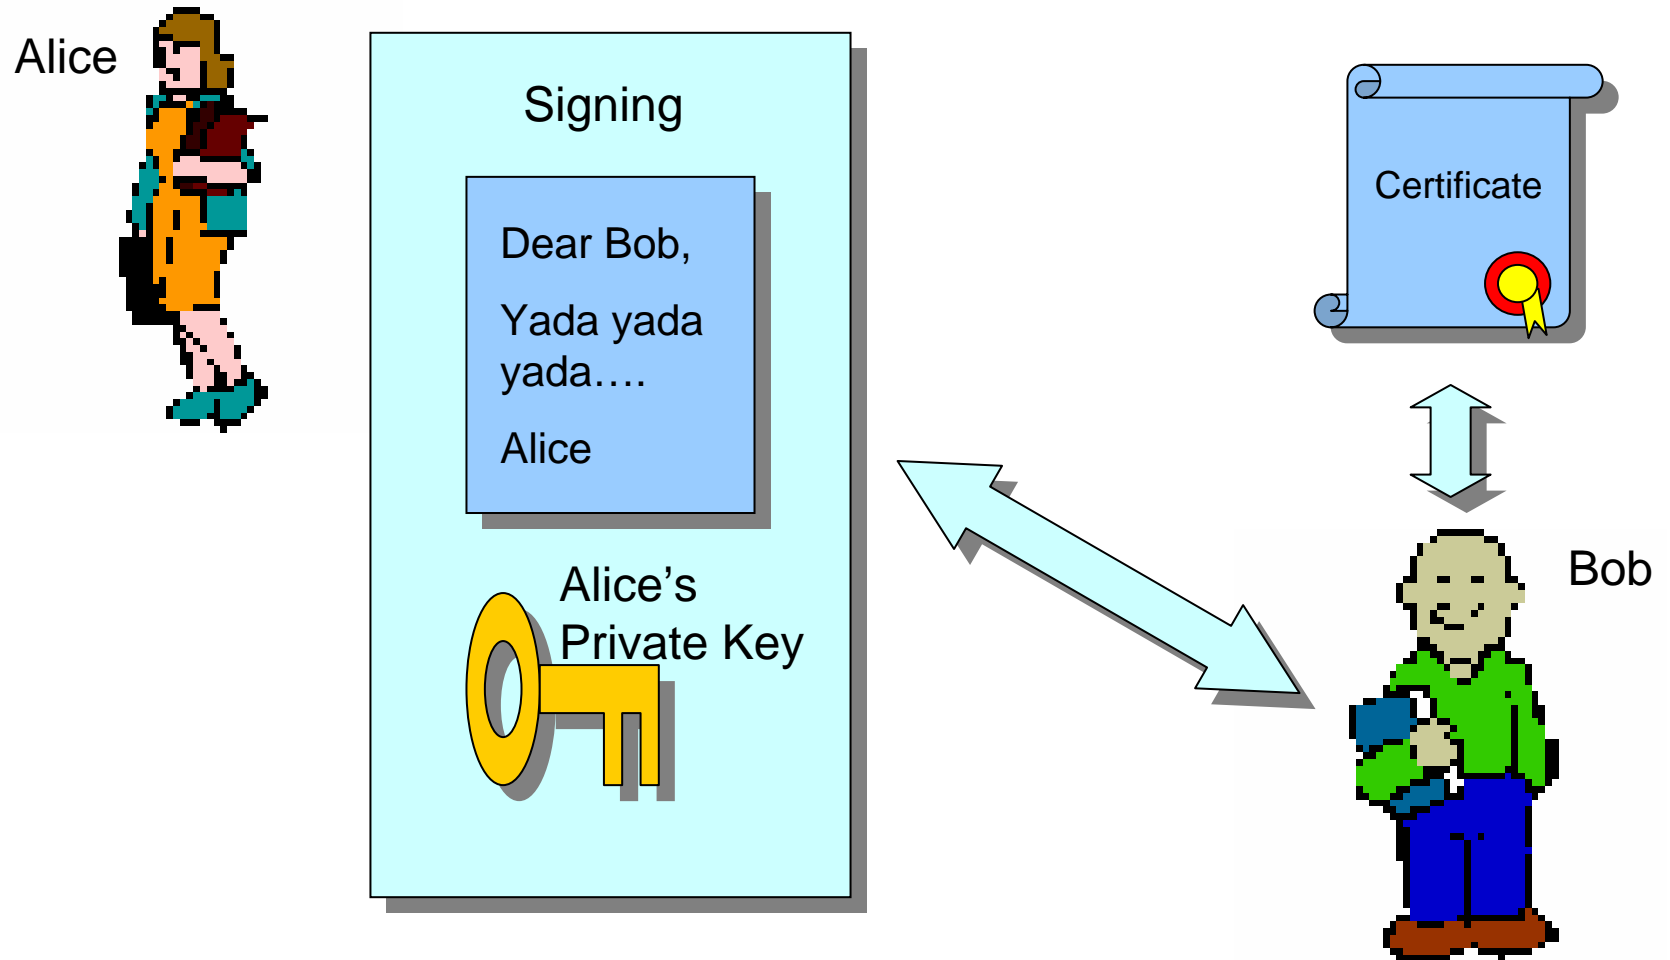 Alice
Signing
Dear Bob,
Yada yada
yada….
Alice
Alice’s
Private Key
Certificate
Bob